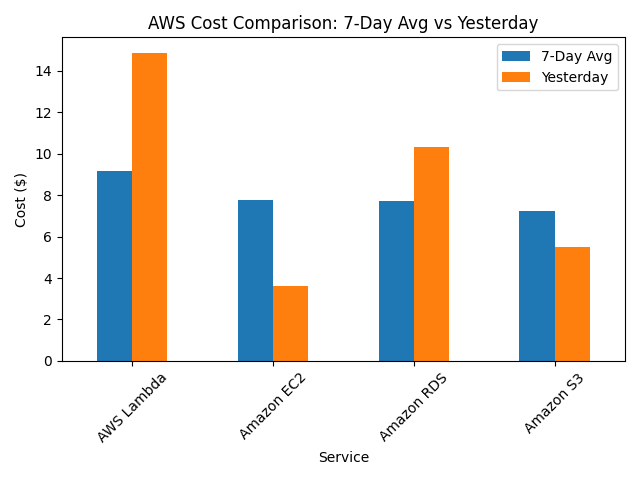 AWS Cost Comparison: 7-Day Avg vs Yesterday
7-Day Avg
Yesterday
Cost ($)
14
12
10
8
6
4
2
0
AWS Lambda
Amazon EC2
Amazon RDS
Amazon S3
Service